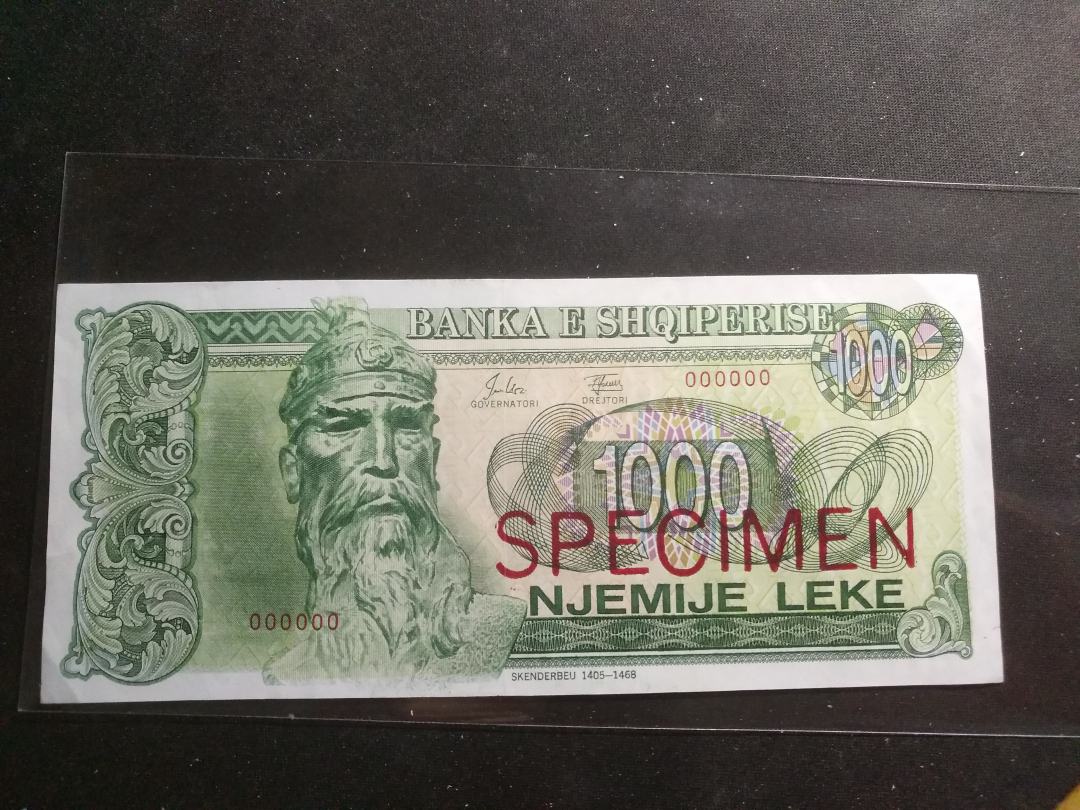 BANKA E SHQIPERISE
1000
000000
GOVERNATORI
DREJTORI
1000
SPECIMEN
NJEMIJE LEKE
000000
SKENDERBEU 1405–1468